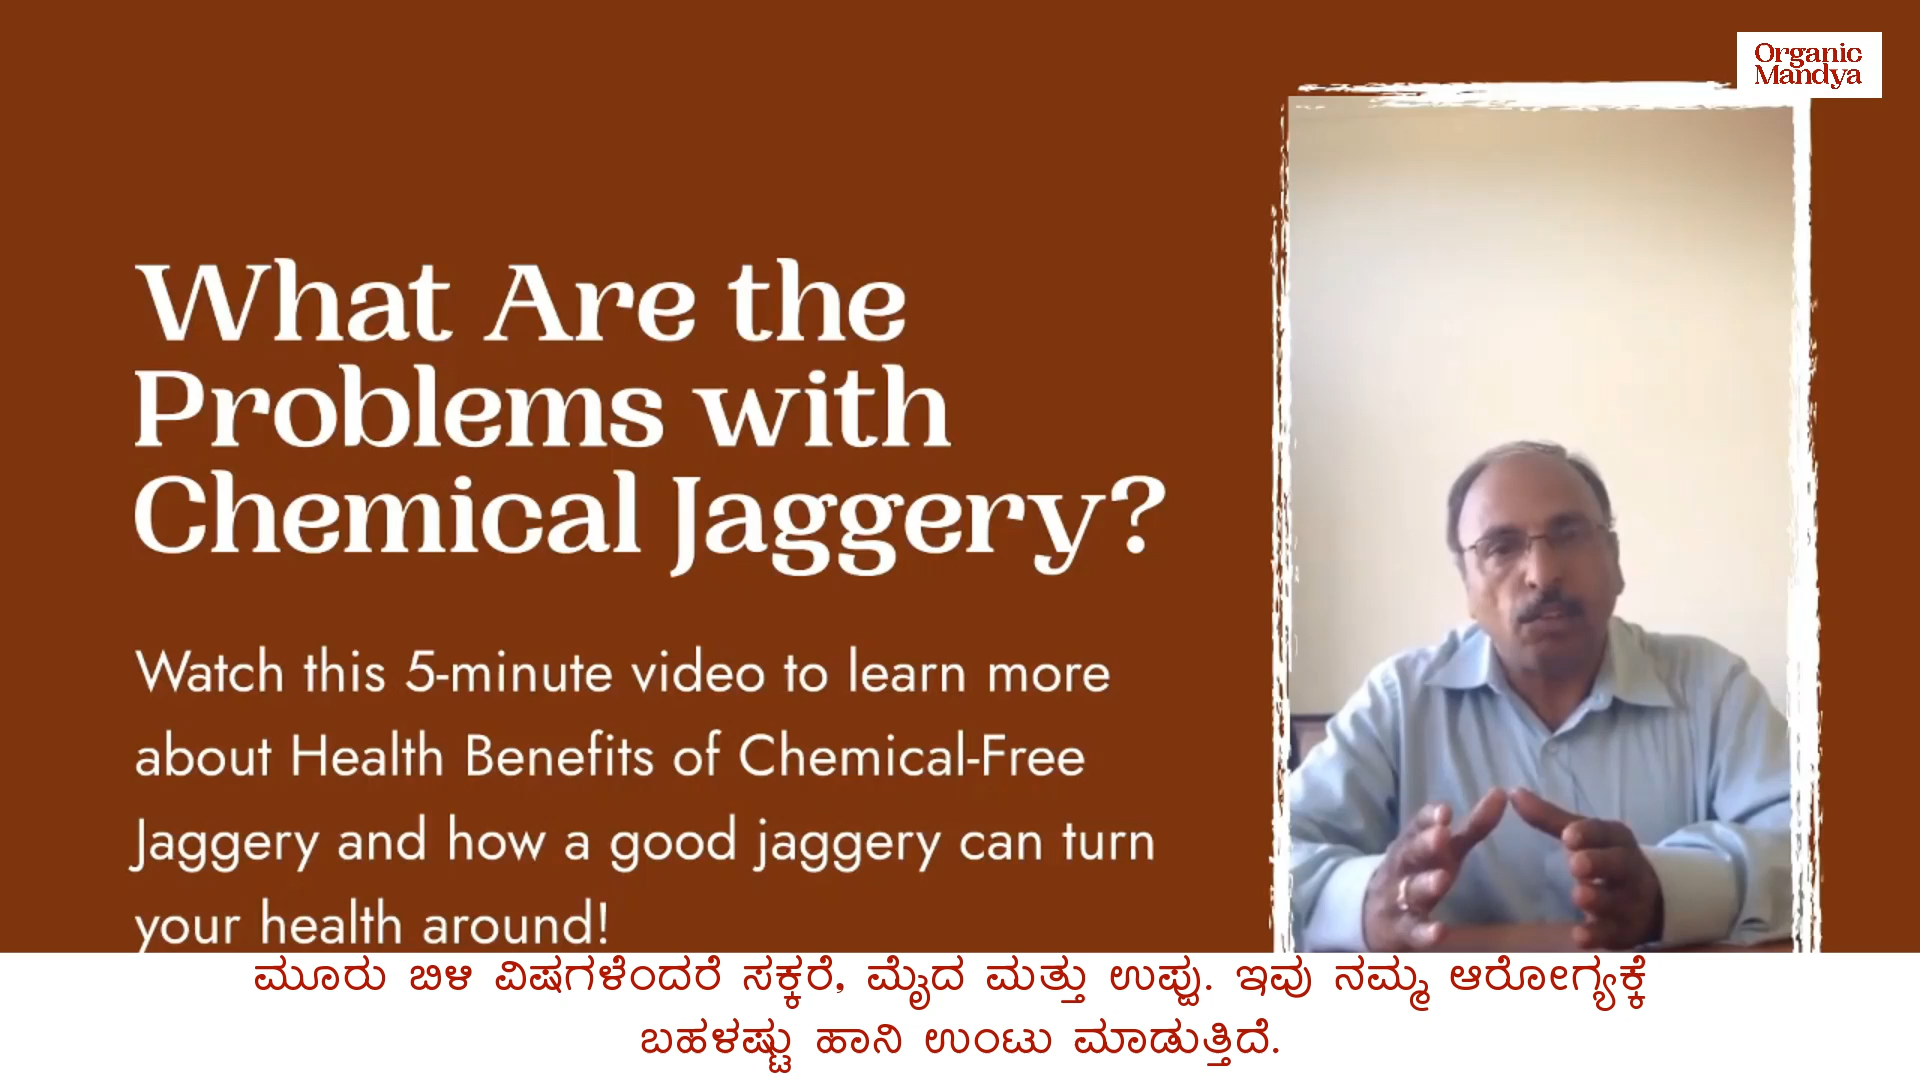 Organic
Mandya
What Are the
Problems with
Chemical Jaggery?
Watch this 5-minute video to learn more
about Health Benefits of Chemical-Free
Jaggery and how a good jaggery can turn
your health around!
ಮೂರು ಬಿಳಿ ವಿಷಗಳೆಂದರೆ ಸಕ್ಕರೆ, ಮೈದ ಮತ್ತು ಉಪ್ಪು. ಇವು ನಮ್ಮ ಆರೋಗ್ಯಕ್ಕೆ
ಬಹಳಷ್ಟು ಹಾನಿ ಉಂಟು ಮಾಡುತ್ತಿದೆ.